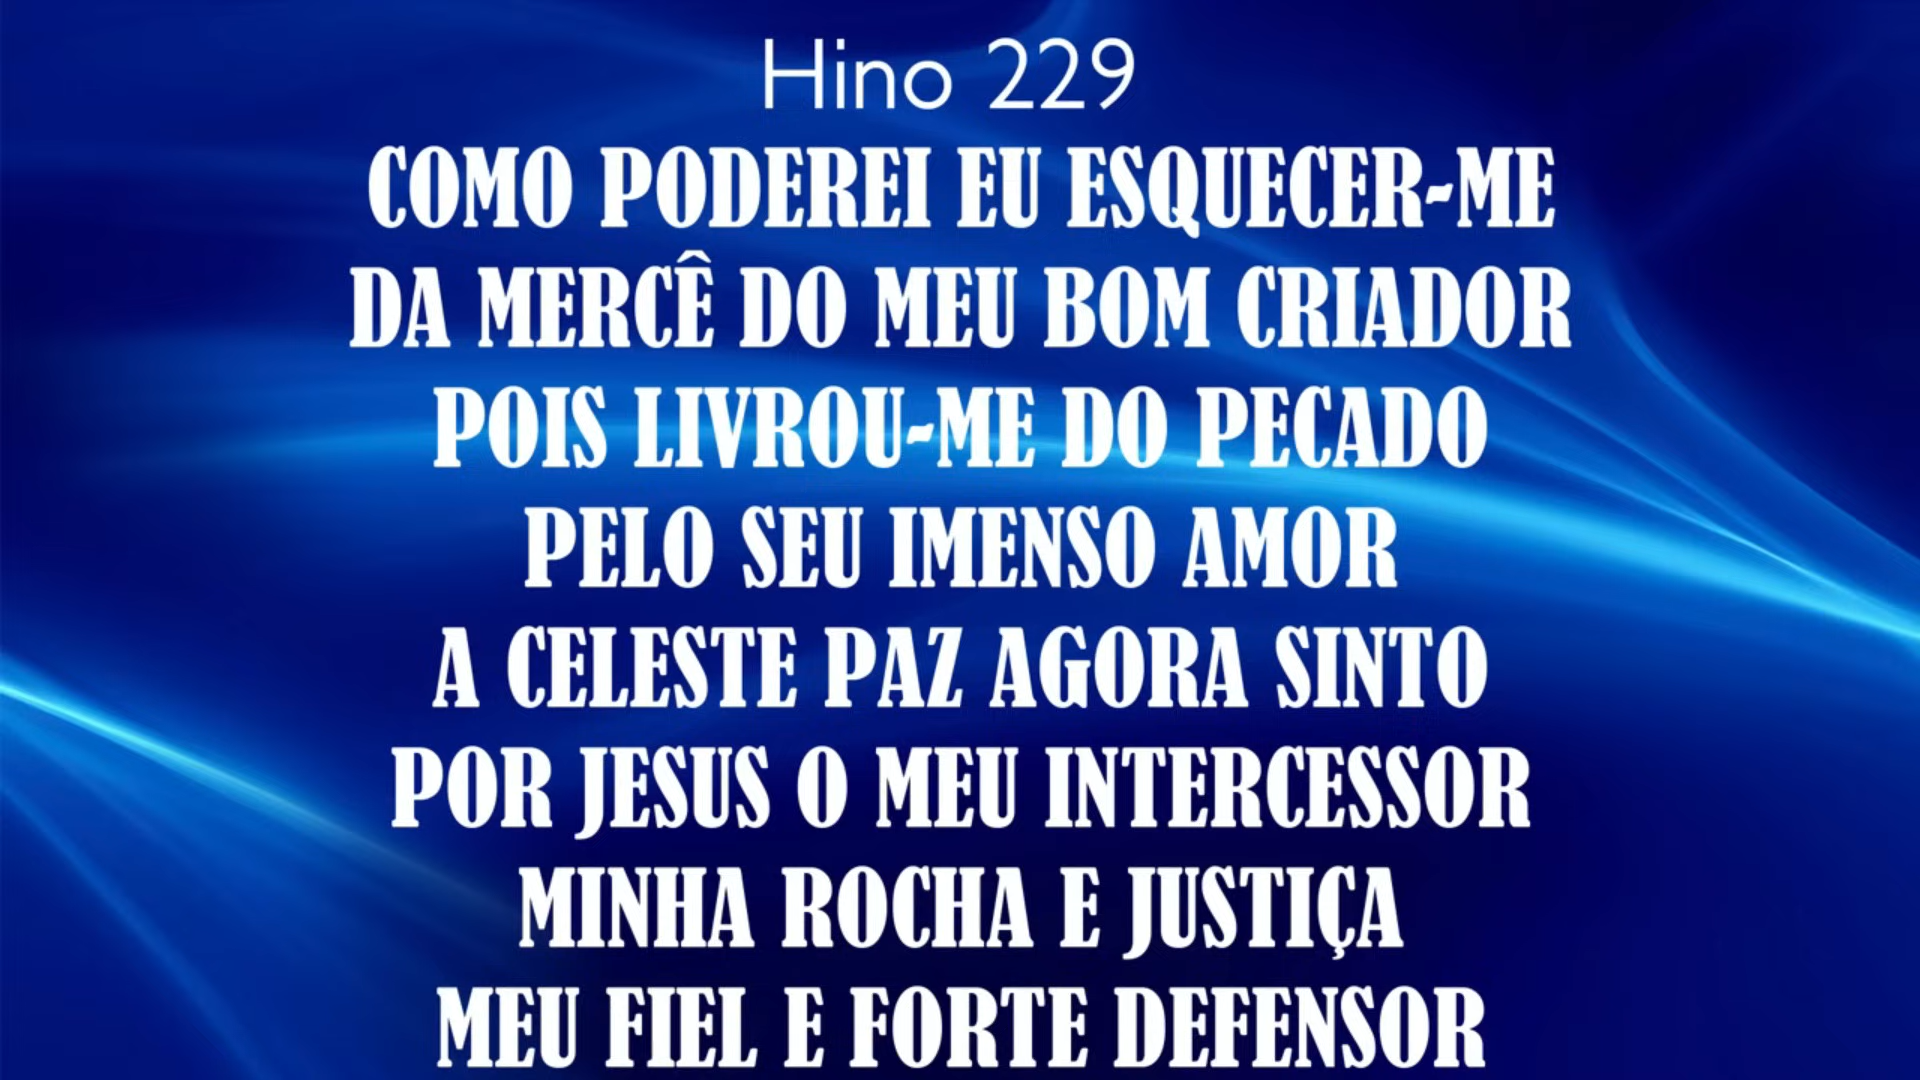 Hino 229
COMO PODEREI EU ESQUECER-ME
DA MERCÊ DO MEU BOM CRIADOR
POIS LIVROU-ME DO PECADO
PELO SEU IMENSO AMOR
A CELESTE PAZ AGORA SINTO
POR JESUS O MEU INTERCESSOR
MINHA ROCHA E JUSTIÇA
MEU FIEL E FORTE DEFENSOR